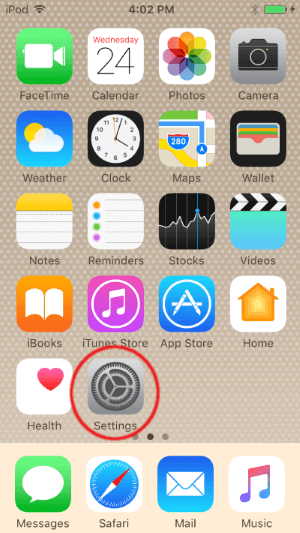 iPod 4:02 PM
Wednesday
24
12
11 1
10 2
9 3
8 4
7 6 5
280
FaceTime Calendar Photos Camera
Weather Clock Maps Wallet
Notes Reminders Stocks Videos
iBooks iTunes Store App Store Home
Health Settings
Messages Safari Mail Music